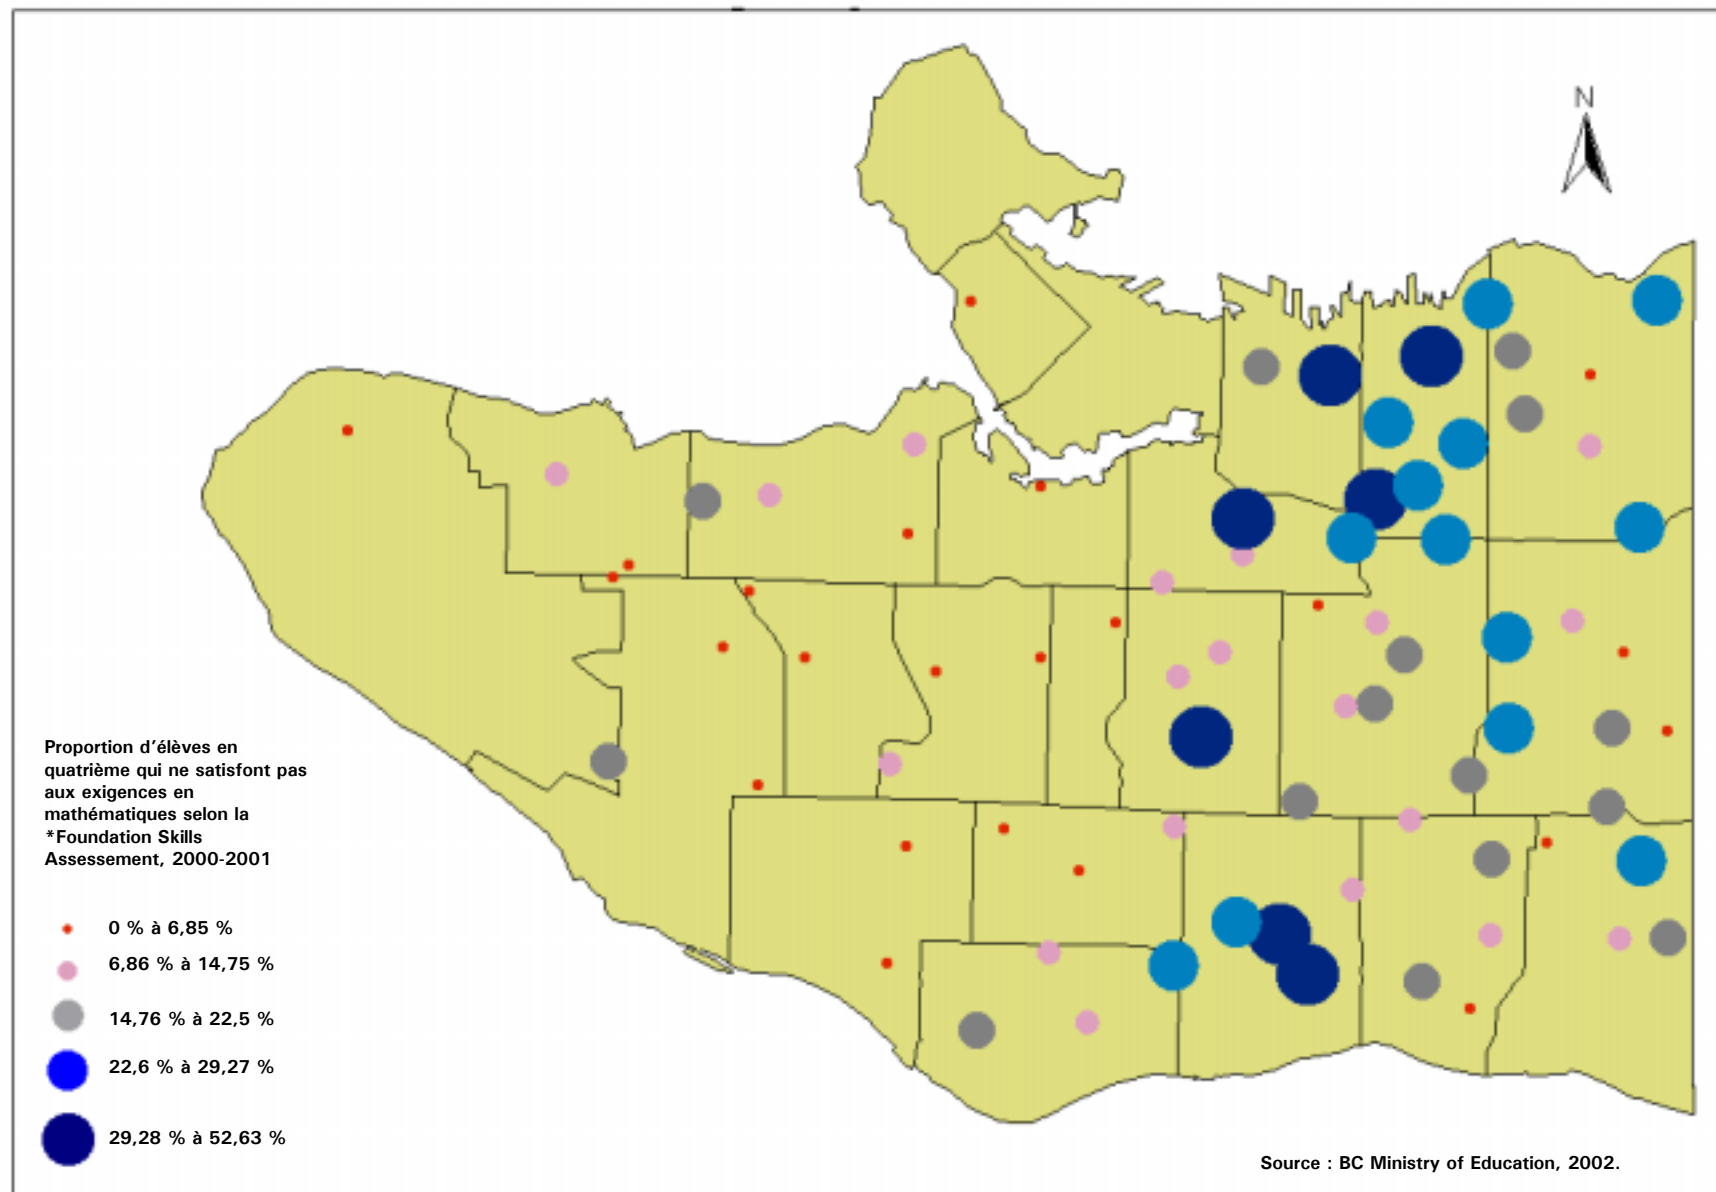 N
Proportion d'élèves en
quatrième qui ne satisfont pas
aux exigences en
mathématiques selon la
*Foundation Skills
Assessement, 2000-2001
0 % à 6,85 %
6,86 % à 14,75 %
14,76 % à 22,5 %
22,6 % à 29,27 %
29,28 % à 52,63 %
Source : BC Ministry of Education, 2002.